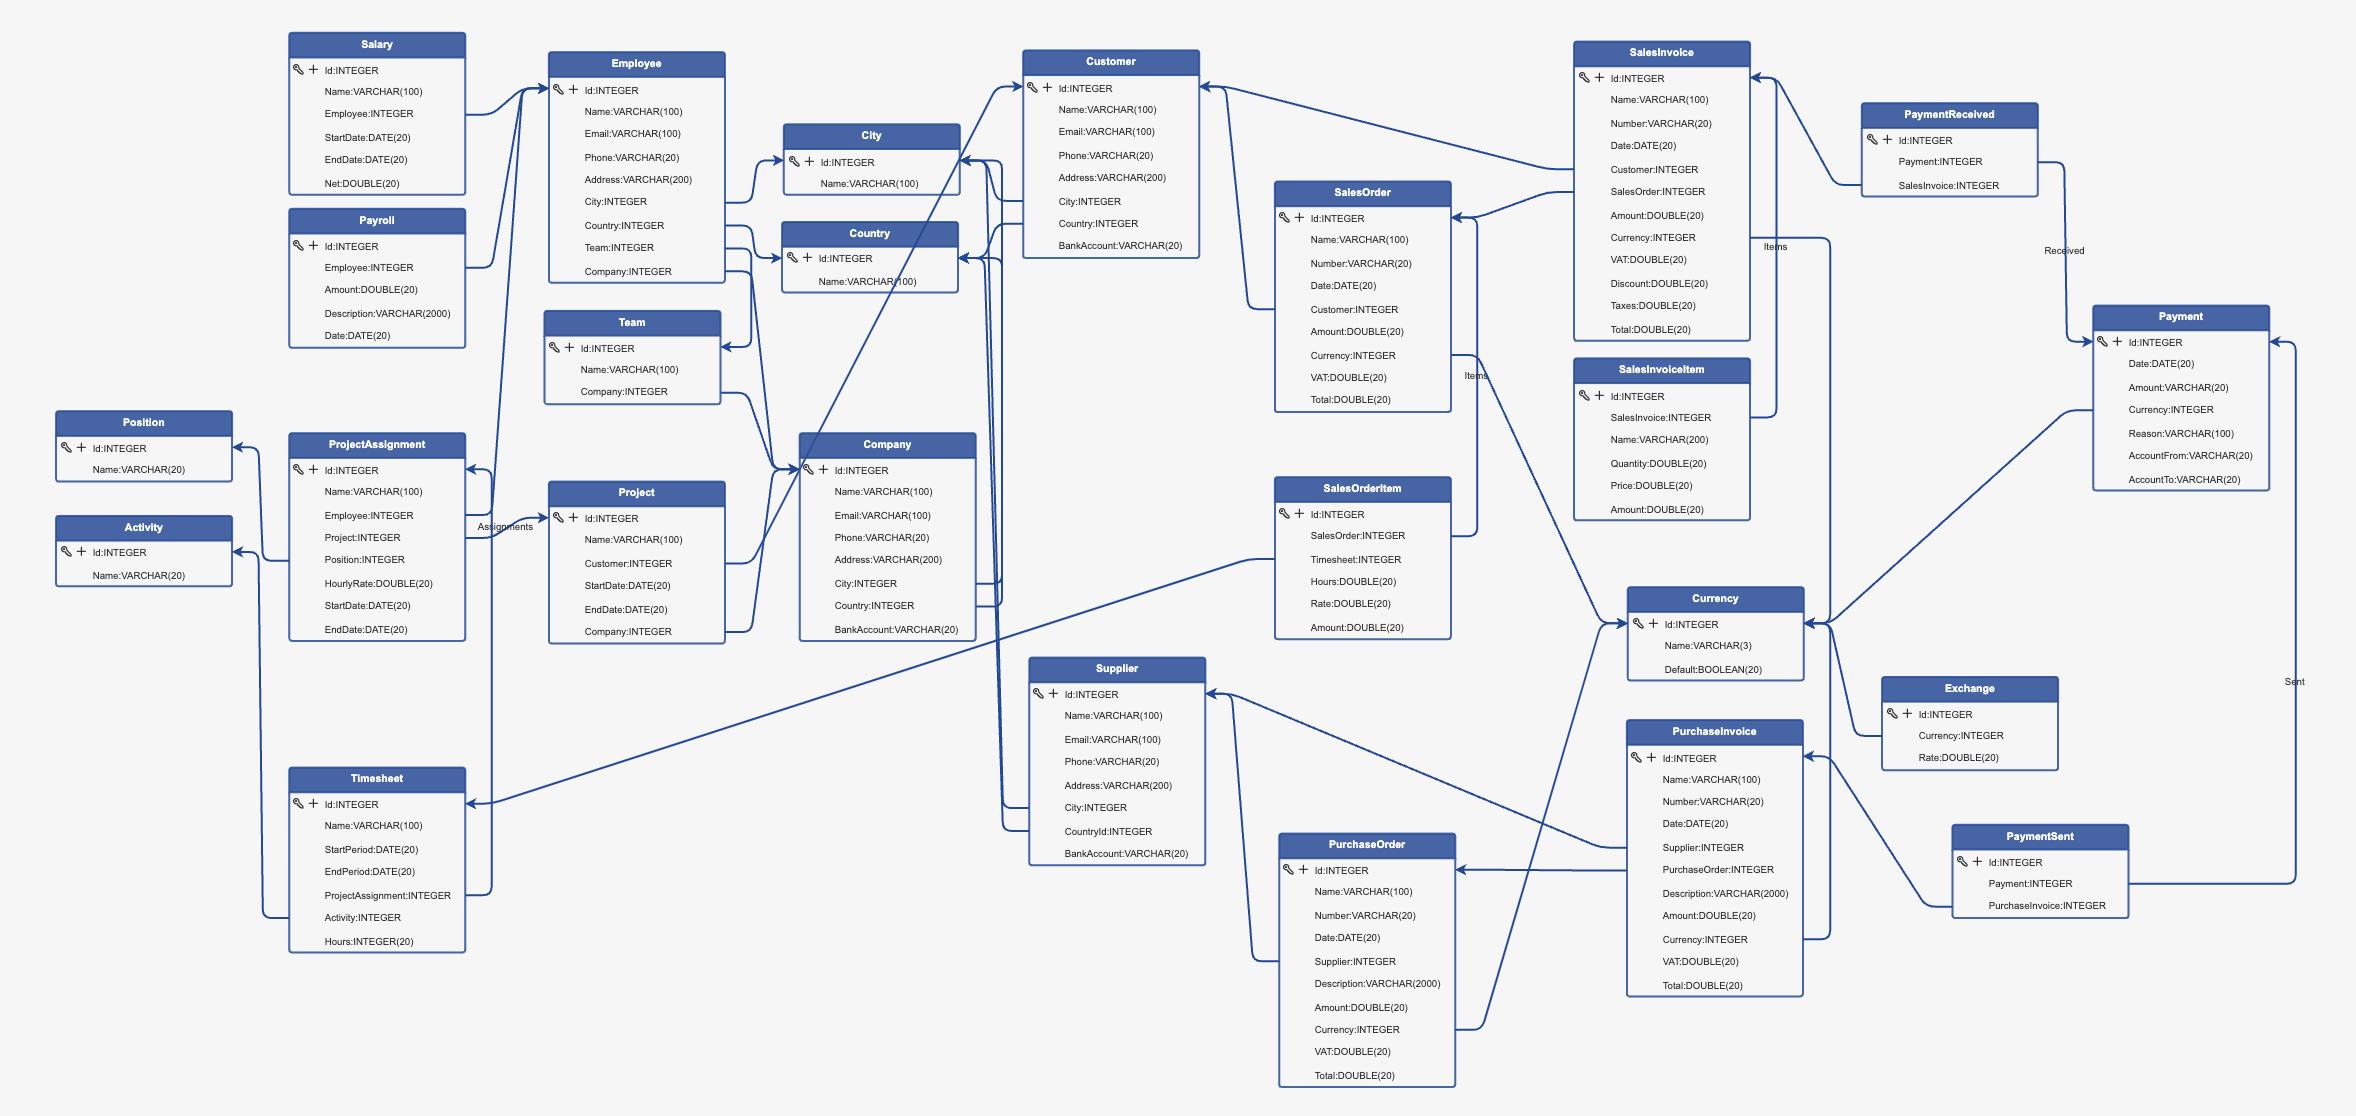 Salary
Id:INTEGER
Name:VARCHAR(100)
Employee:INTEGER
StartDate:DATE(20)
EndDate:DATE(20)
Net:DOUBLE(20)
Payroll
Id:INTEGER
Employee:INTEGER
Amount:DOUBLE(20)
Description:VARCHAR(2000)
Date:DATE(20)
Position
Id:INTEGER
Name:VARCHAR(20)
Activity
Id:INTEGER
Name:VARCHAR(20)
ProjectAssignment
Id:INTEGER
Name:VARCHAR(100)
Employee:INTEGER
Project:INTEGER
Position:INTEGER
HourlyRate:DOUBLE(20)
StartDate:DATE(20)
EndDate:DATE(20)
Assignments
Timesheet
Id:INTEGER
Name:VARCHAR(100)
StartPeriod:DATE(20)
EndPeriod:DATE(20)
ProjectAssignment:INTEGER
Activity:INTEGER
Hours:INTEGER(20)
Employee
Id:INTEGER
Name:VARCHAR(100)
Email:VARCHAR(100)
Phone:VARCHAR(20)
Address:VARCHAR(200)
City:INTEGER
Country:INTEGER
Team:INTEGER
Company:INTEGER
Team
Id:INTEGER
Name:VARCHAR(100)
Company:INTEGER
Project
Id:INTEGER
Name:VARCHAR(100)
Customer:INTEGER
StartDate:DATE(20)
EndDate:DATE(20)
Company:INTEGER
City
Id:INTEGER
Name:VARCHAR(100)
Country
Id:INTEGER
Name:VARCHAR(100)
Company
Id:INTEGER
Name:VARCHAR(100)
Email:VARCHAR(100)
Phone:VARCHAR(20)
Address:VARCHAR(200)
City:INTEGER
Country:INTEGER
BankAccount:VARCHAR(20)
Customer
Id:INTEGER
Name:VARCHAR(100)
Email:VARCHAR(100)
Phone:VARCHAR(20)
Address:VARCHAR(200)
City:INTEGER
Country:INTEGER
BankAccount:VARCHAR(20)
Supplier
Id:INTEGER
Name:VARCHAR(100)
Email:VARCHAR(100)
Phone:VARCHAR(20)
Address:VARCHAR(200)
City:INTEGER
CountryId:INTEGER
BankAccount:VARCHAR(20)
SalesOrder
Id:INTEGER
Name:VARCHAR(100)
Number:VARCHAR(20)
Date:DATE(20)
Customer:INTEGER
Amount:DOUBLE(20)
Currency:INTEGER
VAT:DOUBLE(20)
Total:DOUBLE(20)
Items
SalesOrderItem
Id:INTEGER
SalesOrder:INTEGER
Timesheet:INTEGER
Hours:DOUBLE(20)
Rate:DOUBLE(20)
Amount:DOUBLE(20)
PurchaseOrder
Id:INTEGER
Name:VARCHAR(100)
Number:VARCHAR(20)
Date:DATE(20)
Supplier:INTEGER
Description:VARCHAR(2000)
Amount:DOUBLE(20)
Currency:INTEGER
VAT:DOUBLE(20)
Total:DOUBLE(20)
SalesInvoice
Id:INTEGER
Name:VARCHAR(100)
Number:VARCHAR(20)
Date:DATE(20)
Customer:INTEGER
SalesOrder:INTEGER
Amount:DOUBLE(20)
Currency:INTEGER
VAT:DOUBLE(20)
Discount:DOUBLE(20)
Taxes:DOUBLE(20)
Total:DOUBLE(20)
Items
SalesInvoiceItem
Id:INTEGER
SalesInvoice:INTEGER
Name:VARCHAR(200)
Quantity:DOUBLE(20)
Price:DOUBLE(20)
Amount:DOUBLE(20)
Currency
Id:INTEGER
Name:VARCHAR(3)
Default:BOOLEAN(20)
PurchaseInvoice
Id:INTEGER
Name:VARCHAR(100)
Number:VARCHAR(20)
Date:DATE(20)
Supplier:INTEGER
PurchaseOrder:INTEGER
Description:VARCHAR(2000)
Amount:DOUBLE(20)
Currency:INTEGER
VAT:DOUBLE(20)
Total:DOUBLE(20)
PaymentReceived
Id:INTEGER
Payment:INTEGER
SalesInvoice:INTEGER
Received
Payment
Id:INTEGER
Date:DATE(20)
Amount:VARCHAR(20)
Currency:INTEGER
Reason:VARCHAR(100)
AccountFrom:VARCHAR(20)
AccountTo:VARCHAR(20)
Exchange
Id:INTEGER
Currency:INTEGER
Rate:DOUBLE(20)
Sent
PaymentSent
Id:INTEGER
Payment:INTEGER
PurchaseInvoice:INTEGER